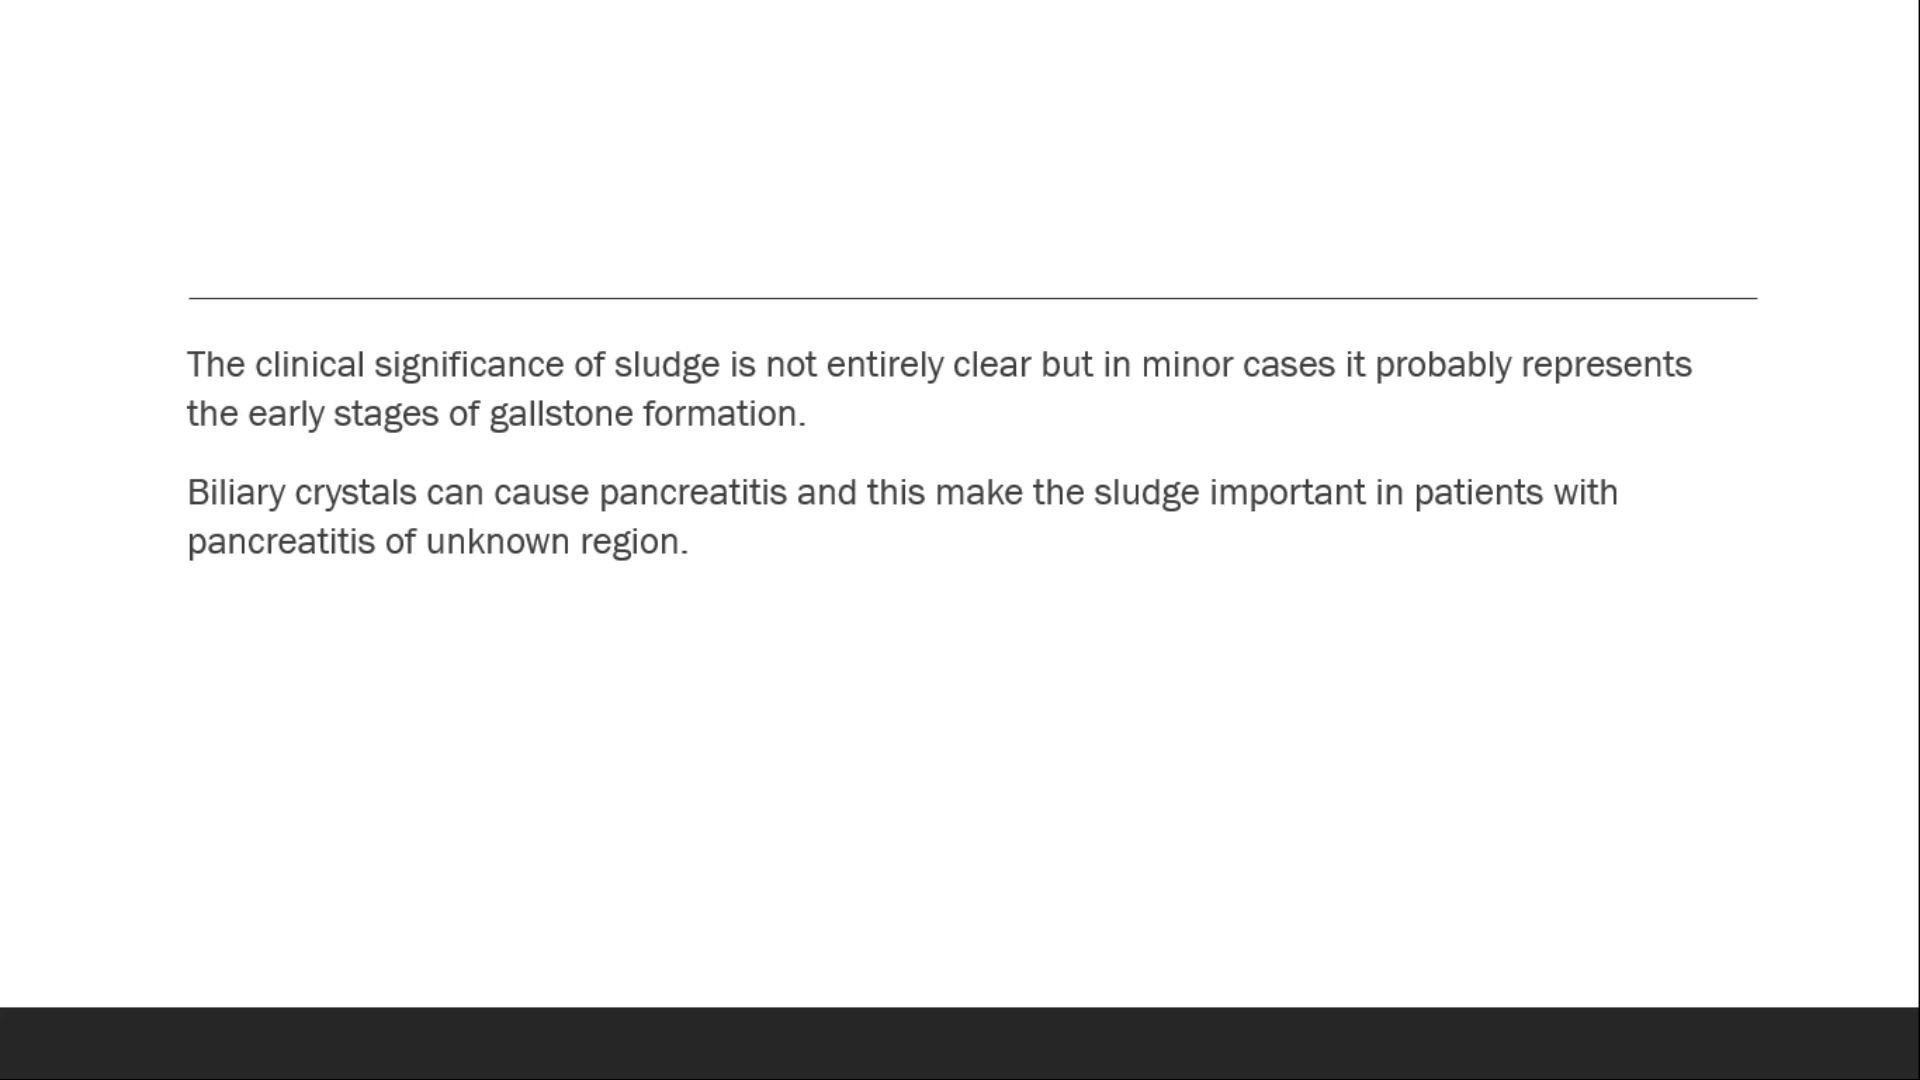 The clinical significance of sludge is not entirely clear but in minor cases it probably represents
the early stages of gallstone formation.
Biliary crystals can cause pancreatitis and this make the sludge important in patients with
pancreatitis of unknown region.